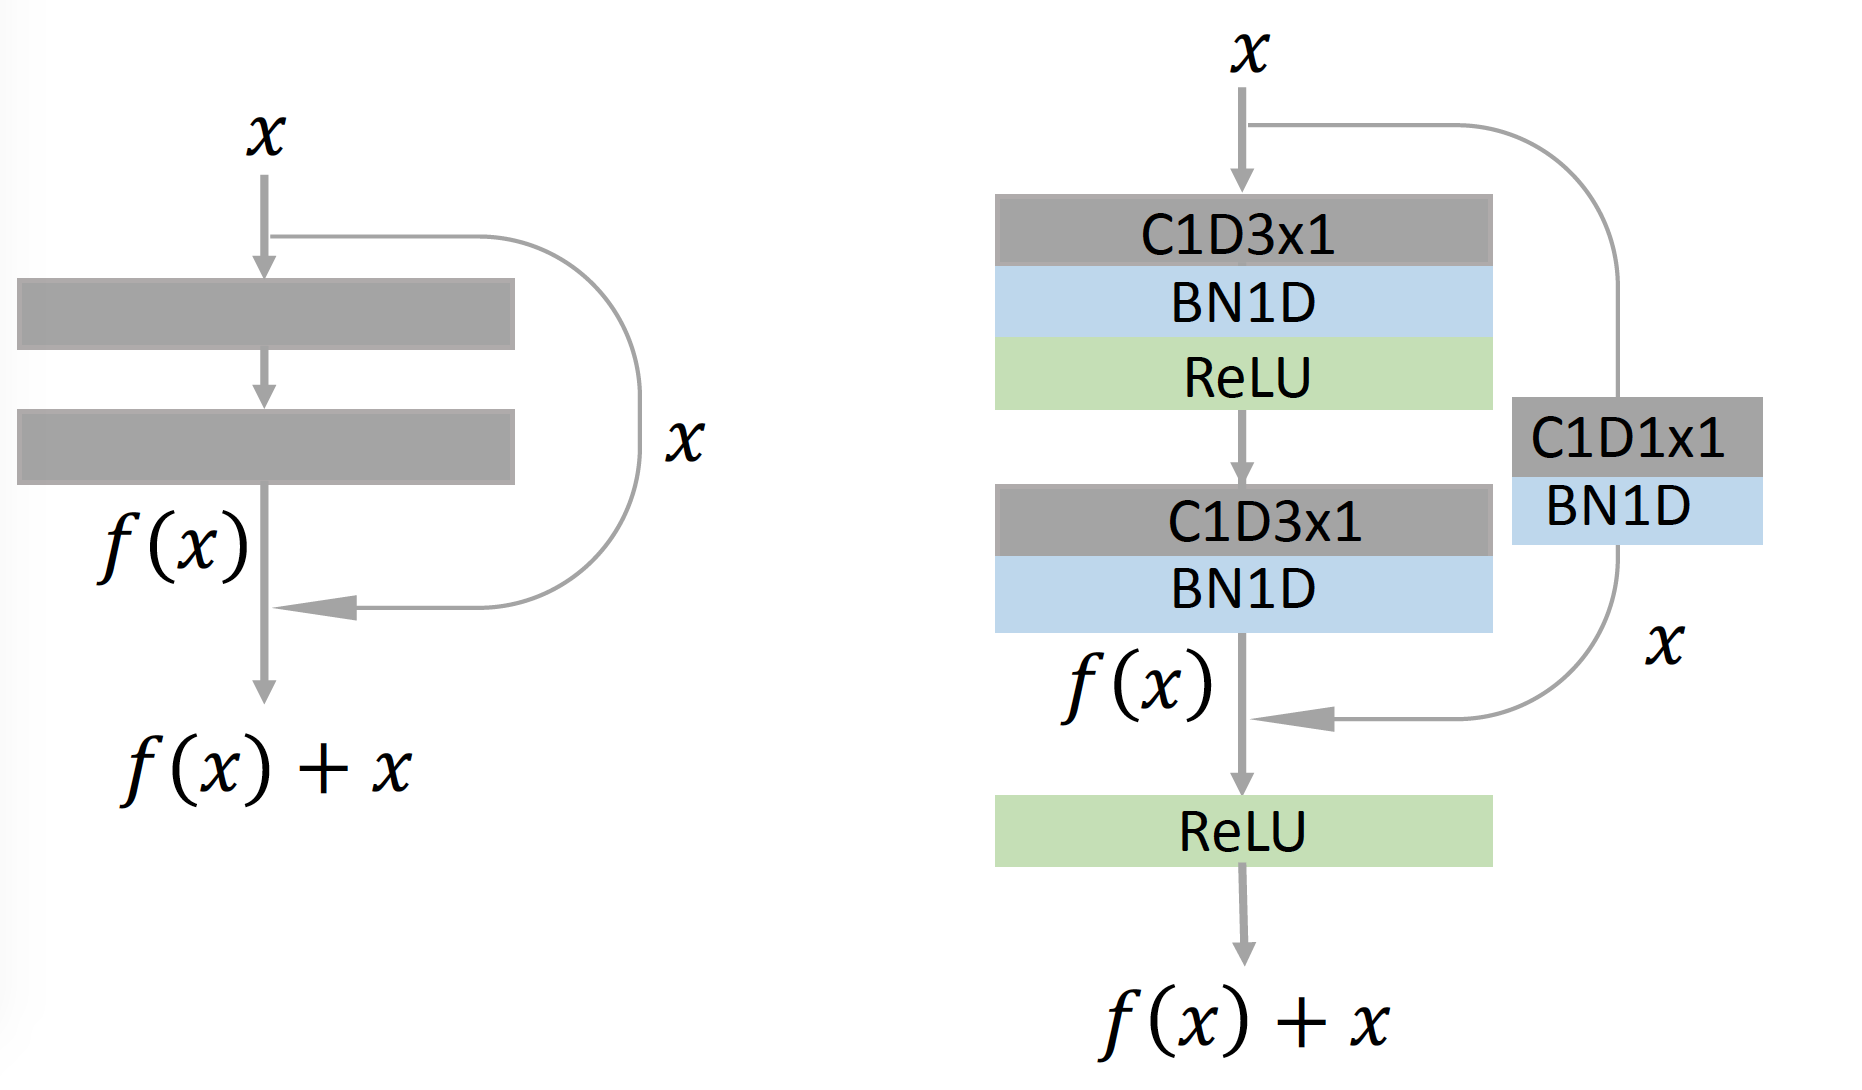 x
x
f(x)
f(x) + x
x
C1D3x1
BN1D
ReLU
C1D1x1
BN1D
C1D3x1
BN1D
x
f(x)
ReLU
f(x) + x